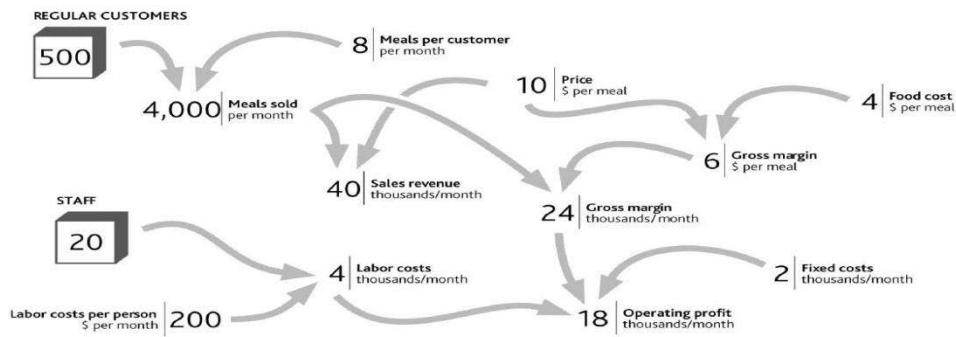 REGULAR CUSTOMERS
500
8 Meals per customer
per month
10 Price
$ per meal
4 Food cost
$ per meal
4,000 Meals sold
per month
6 Gross margin
$ per meal
40 Sales revenue
thousands/month
24 Gross margin
thousands/month
STAFF
20
4 Labor costs
thousands/month
2 Fixed costs
thousands/month
Labor costs per person
$ per month
200
18 Operating profit
thousands/month